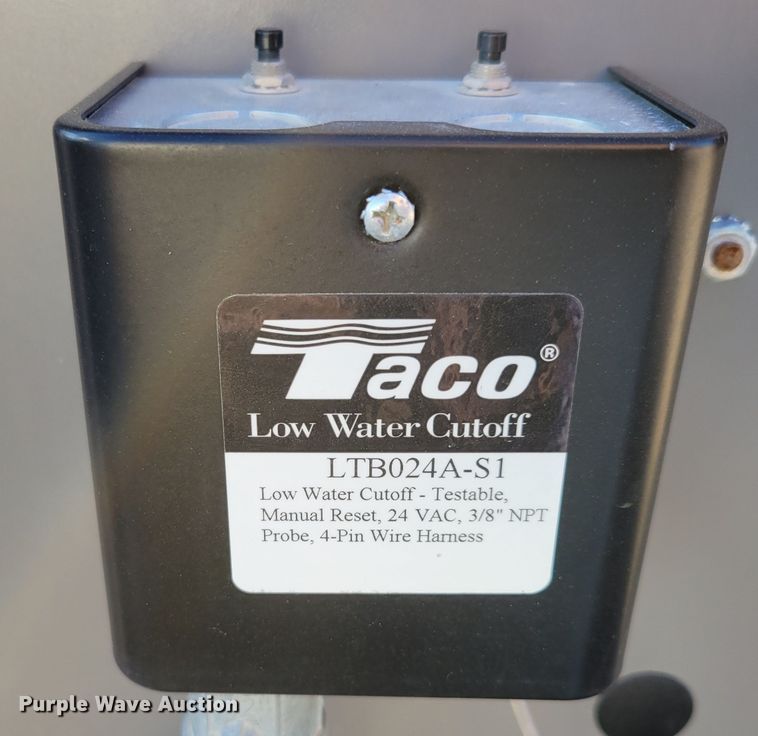 Taco®
Low Water Cutoff
LTB024A-S1
Low Water Cutoff - Testable,
Manual Reset, 24 VAC, 3/8" NPT
Probe, 4-Pin Wire Harness
Purple Wave Auction